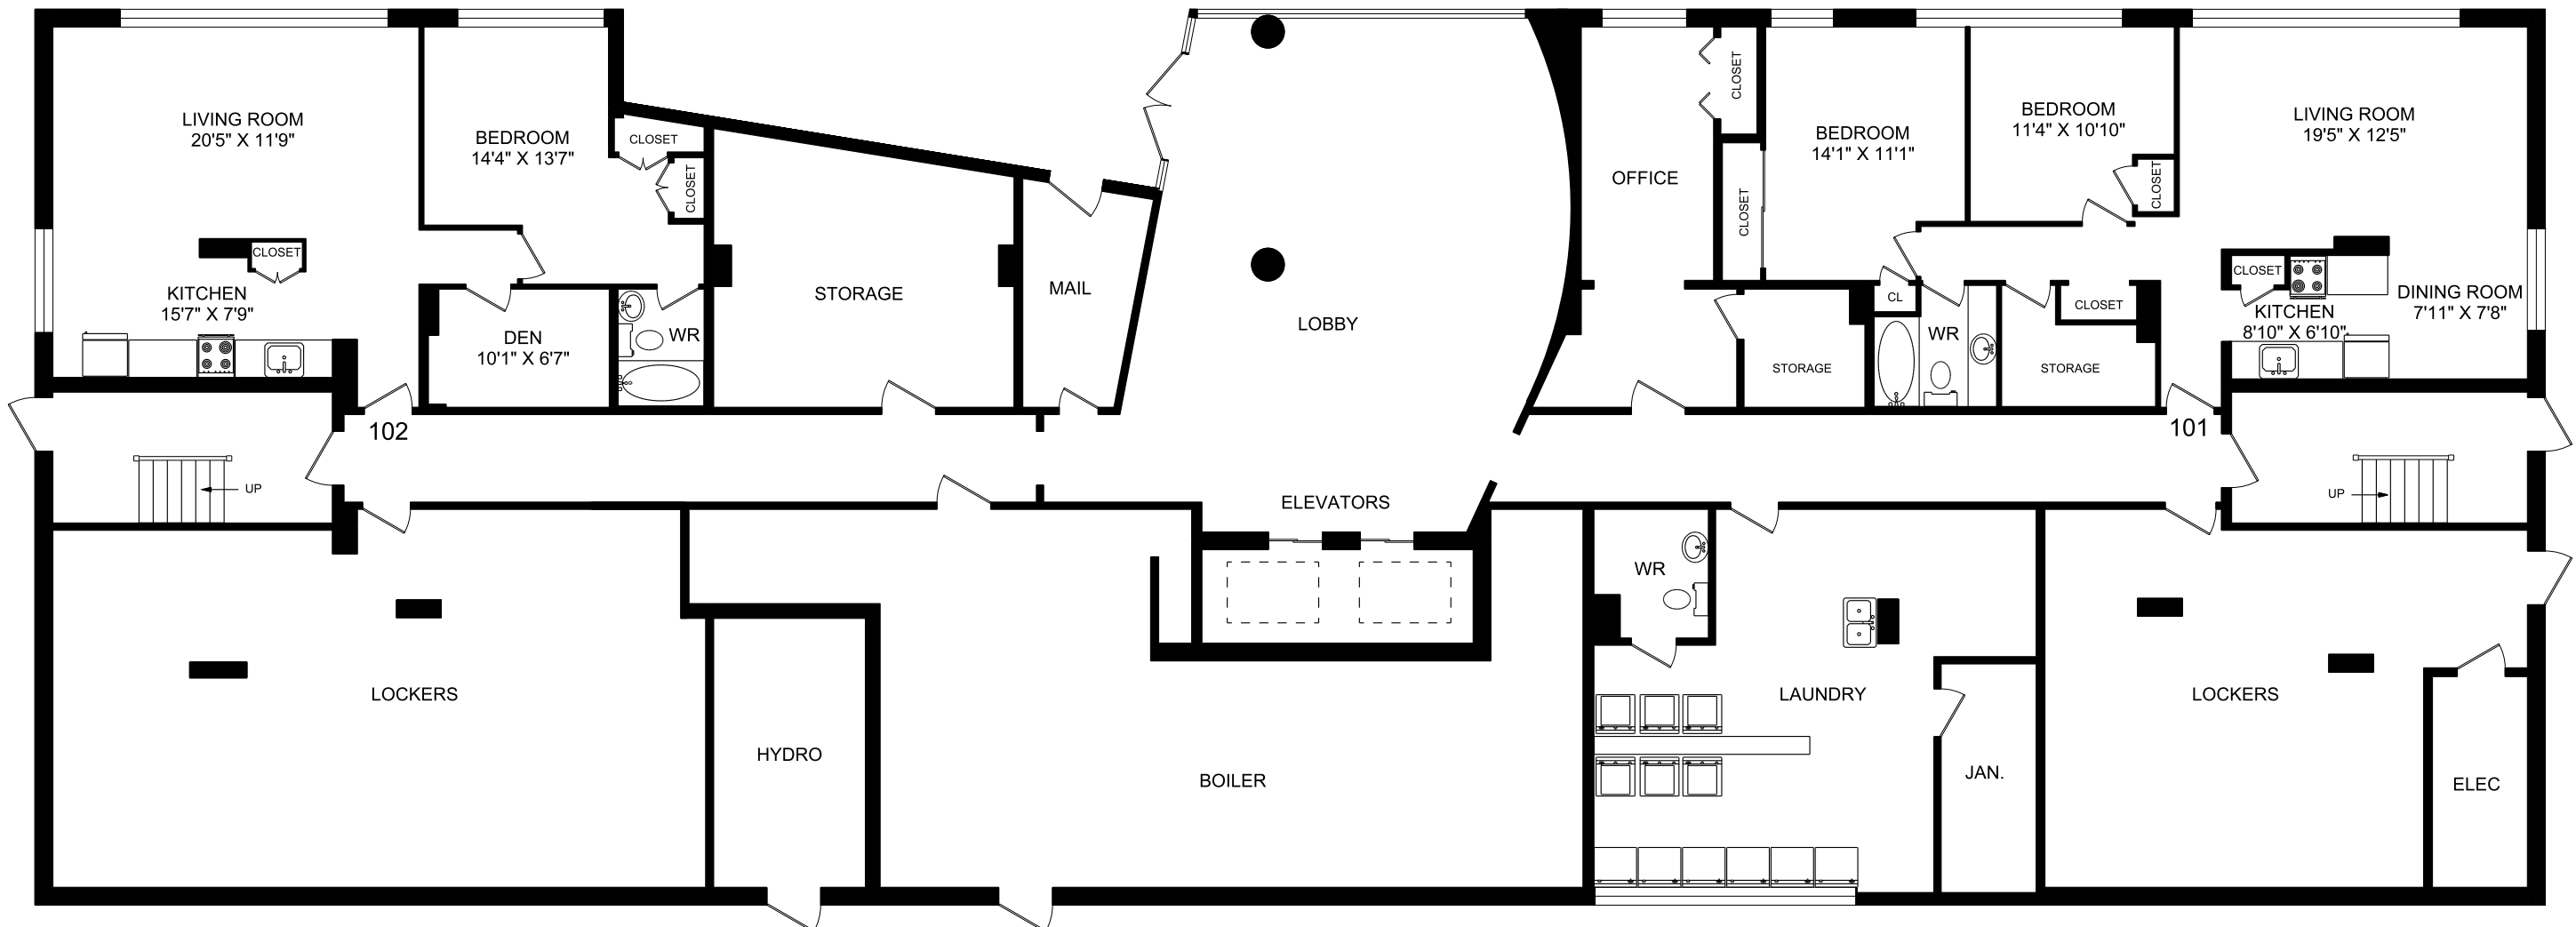 LIVING ROOM
20'5" X 11'9"
BEDROOM
14'4" X 13'7"
CLOSET
CLOSET
CLOSET
KITCHEN
15'7" X 7'9"
DEN
10'1" X 6'7"
WR
STORAGE
MAIL
LOBBY
OFFICE
CLOSET
CLOSET
BEDROOM
14'1" X 11'1"
BEDROOM
11'4" X 10'10"
CLOSET
LIVING ROOM
19'5" X 12'5"
CLOSET
KITCHEN
8'10" X 6'10"
DINING ROOM
7'11" X 7'8"
CL
WR
CLOSET
STORAGE
STORAGE
102
101
UP
ELEVATORS
UP
LOCKERS
HYDRO
BOILER
WR
LAUNDRY
JAN.
LOCKERS
ELEC